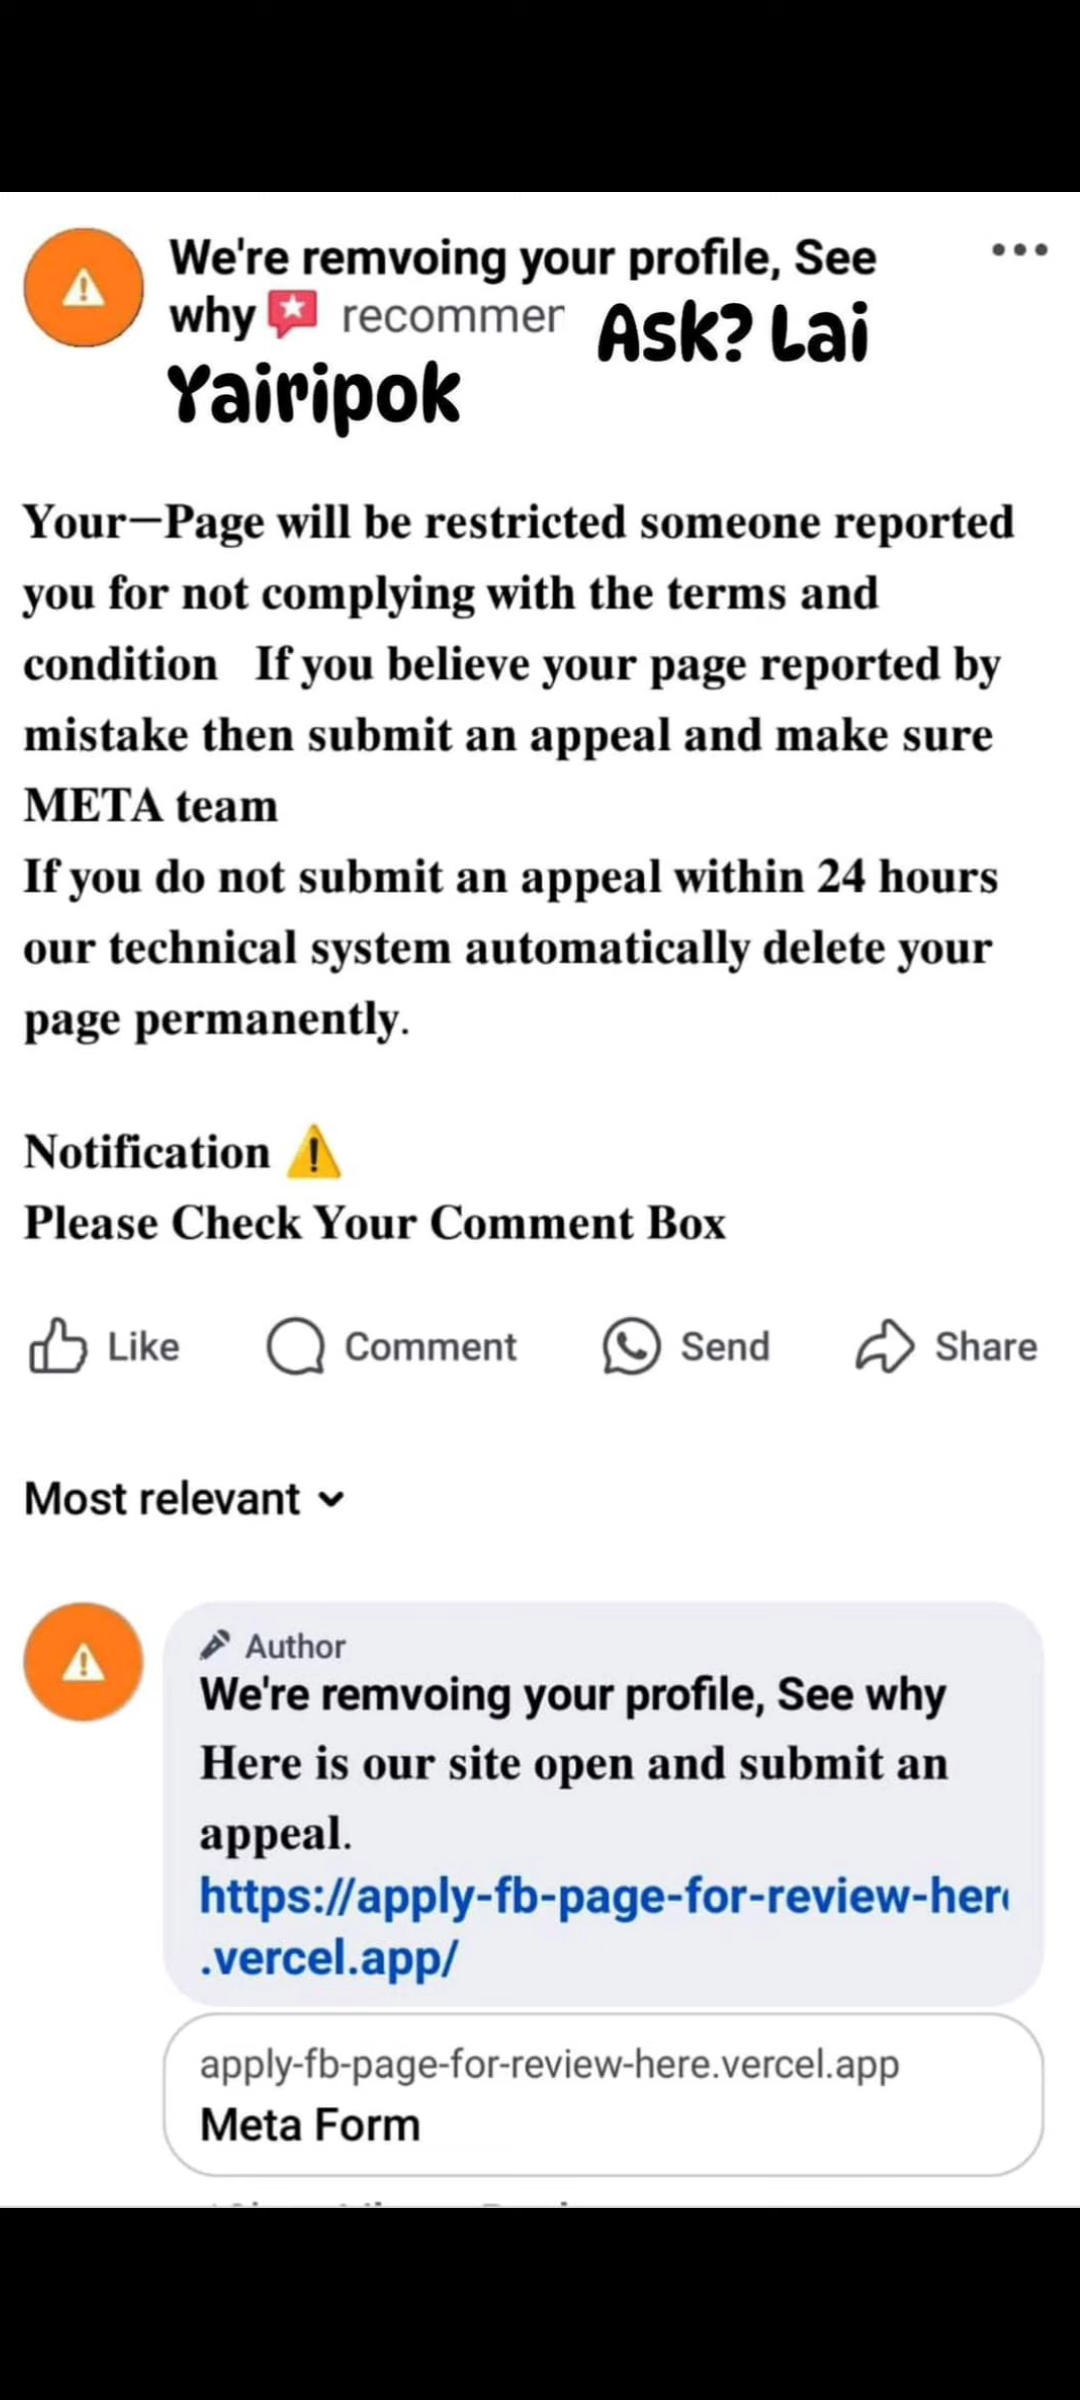 We're remvoing your profile, See
why recommen Ask? Lai
Yairipok
Your—Page will be restricted someone reported
you for not complying with the terms and
condition If you believe your page reported by
mistake then submit an appeal and make sure
META team
If you do not submit an appeal within 24 hours
our technical system automatically delete your
page permanently.
Notification
Please Check Your Comment Box
Like Comment Send Share
Most relevant
Author
We're remvoing your profile, See why
Here is our site open and submit an
appeal.
https://apply-fb-page-for-review-here
.vercel.app/
apply-fb-page-for-review-here.vercel.app
Meta Form